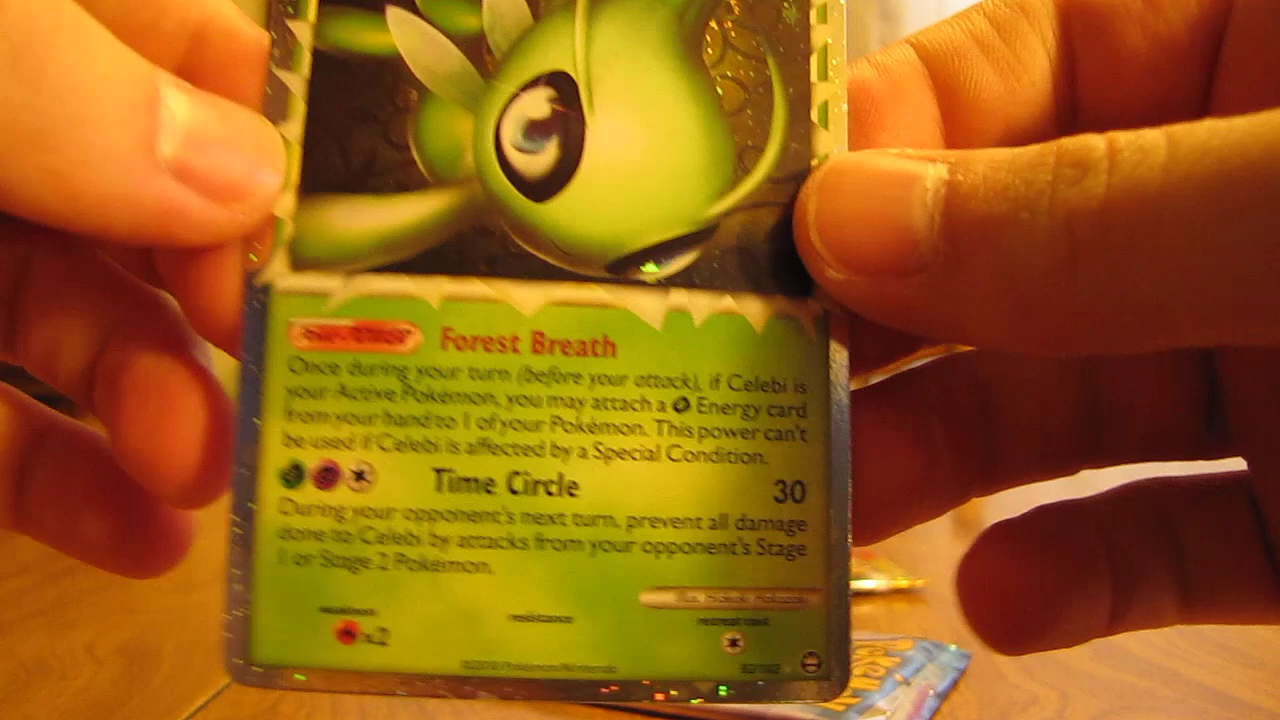 Forest Breath
Once during your turn (before your attack), if Celebi is
your Active Pokémon, you may attach a Energy card
from your hand to 1 of your Pokémon. This power can't
be used if Celebi is affected by a Special Condition.
Time Circle 30
During your opponent's next turn, prevent all damage
done to Celebi by attacks from your opponent's Stage
1 or Stage 2 Pokémon.
weakness resistance retreat cost
x2
Pokémon/Nintendo